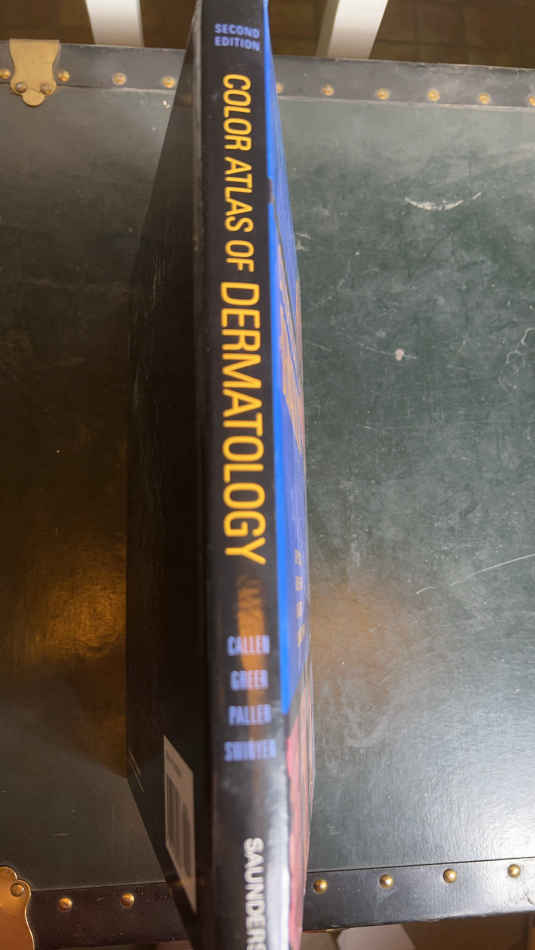 SECOND
EDITION
COLOR ATLAS OF DERMATOLOGY
CALLEN
GREER
PALLER
SWINYER
SAUNDERS